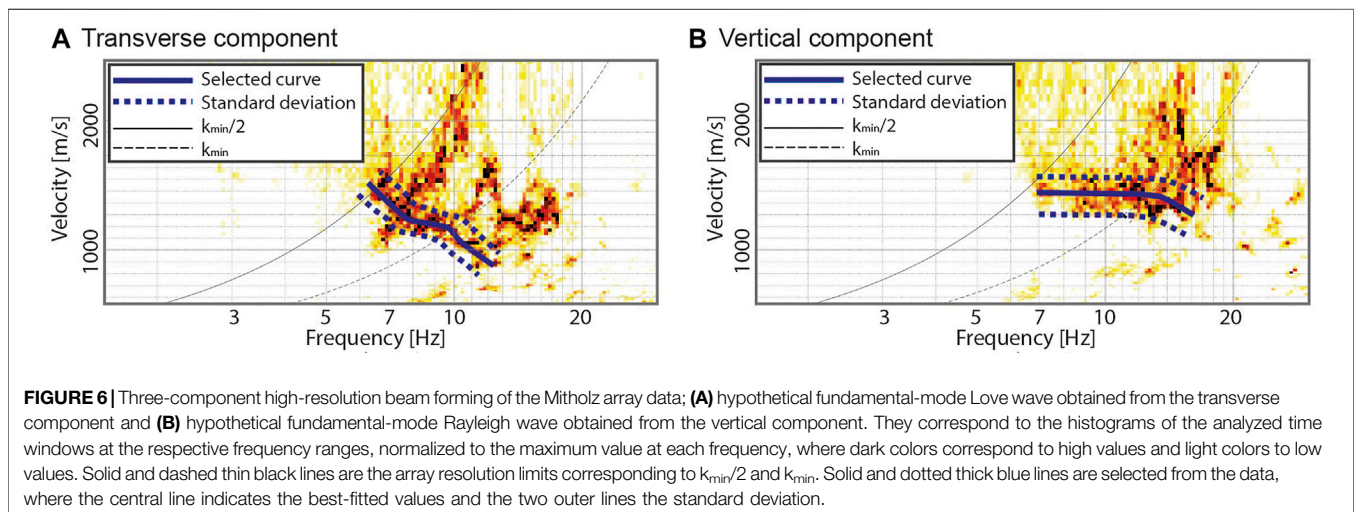 A Transverse component
Selected curve
Standard deviation
kmin/2
kmin
Velocity [m/s]
2000
1000
3 5 7 10 20
Frequency [Hz]
B Vertical component
Selected curve
Standard deviation
kmin/2
kmin
Velocity [m/s]
2000
1000
3 5 7 10 20
Frequency [Hz]
FIGURE 6 | Three-component high-resolution beam forming of the Mitholz array data; (A) hypothetical fundamental-mode Love wave obtained from the transverse
component and (B) hypothetical fundamental-mode Rayleigh wave obtained from the vertical component. They correspond to the histograms of the analyzed time
windows at the respective frequency ranges, normalized to the maximum value at each frequency, where dark colors correspond to high values and light colors to low
values. Solid and dashed thin black lines are the array resolution limits corresponding to kmin/2 and kmin. Solid and dotted thick blue lines are selected from the data,
where the central line indicates the best-fitted values and the two outer lines the standard deviation.